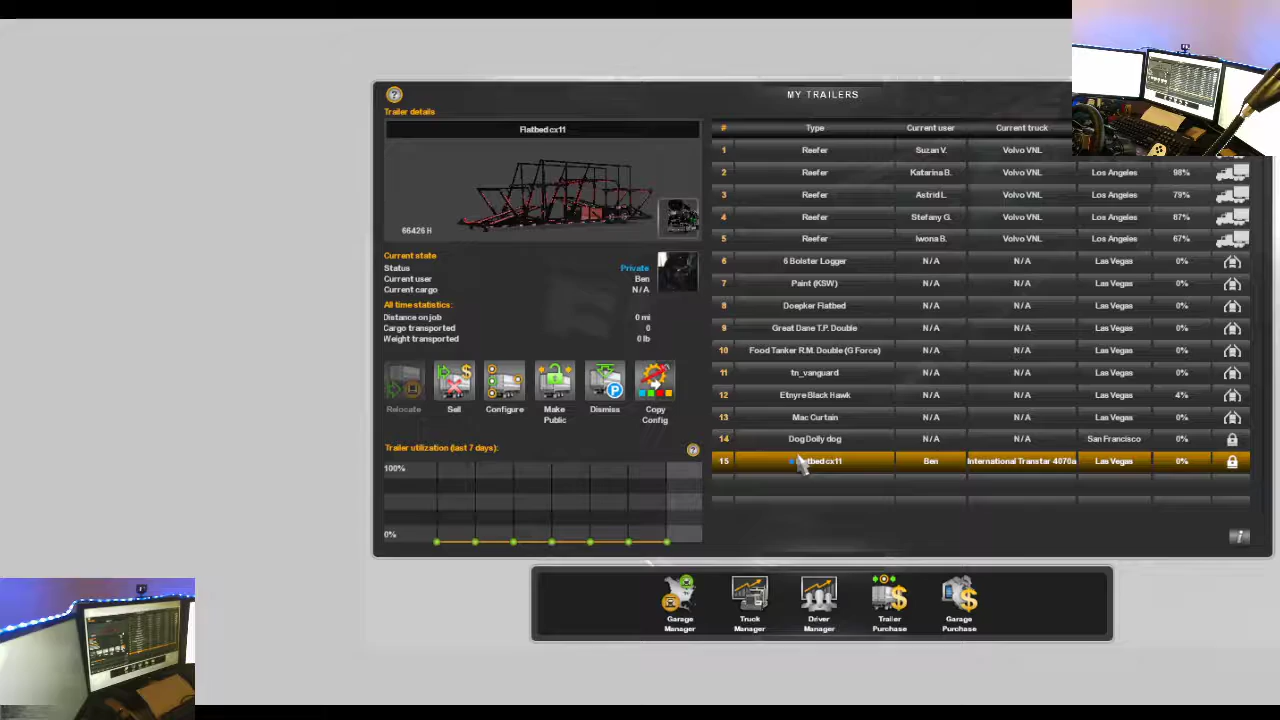 MY TRAILERS
Trailer details
Flatbed cx11
66426 H
Current state
Status Private
Current user Ben
Current cargo N/A
All time statistics:
Distance on job 0 mi
Cargo transported 0
Weight transported 0 lb
Relocate
Sell
Configure
Make Public
Dismiss
Copy Config
Trailer utilization (last 7 days):
100%
0%
# Type Current user Current truck
1 Reefer Suzan V. Volvo VNL
2 Reefer Katarina B. Volvo VNL Los Angeles 98%
3 Reefer Astrid L. Volvo VNL Los Angeles 79%
4 Reefer Stefany G. Volvo VNL Los Angeles 87%
5 Reefer Iwona B. Volvo VNL Los Angeles 67%
6 6 Bolster Logger N/A N/A Las Vegas 0%
7 Paint (KSW) N/A N/A Las Vegas 0%
8 Doepker Flatbed N/A N/A Las Vegas 0%
9 Great Dane T.P. Double N/A N/A Las Vegas 0%
10 Food Tanker R.M. Double (G Force) N/A N/A Las Vegas 0%
11 tn_vanguard N/A N/A Las Vegas 0%
12 Etnyre Black Hawk N/A N/A Las Vegas 4%
13 Mac Curtain N/A N/A Las Vegas 0%
14 Dog Dolly dog N/A N/A San Francisco 0%
15 Flatbed cx11 Ben International Transtar 4070a Las Vegas 0%
Garage Manager
Truck Manager
Driver Manager
Trailer Purchase
Garage Purchase